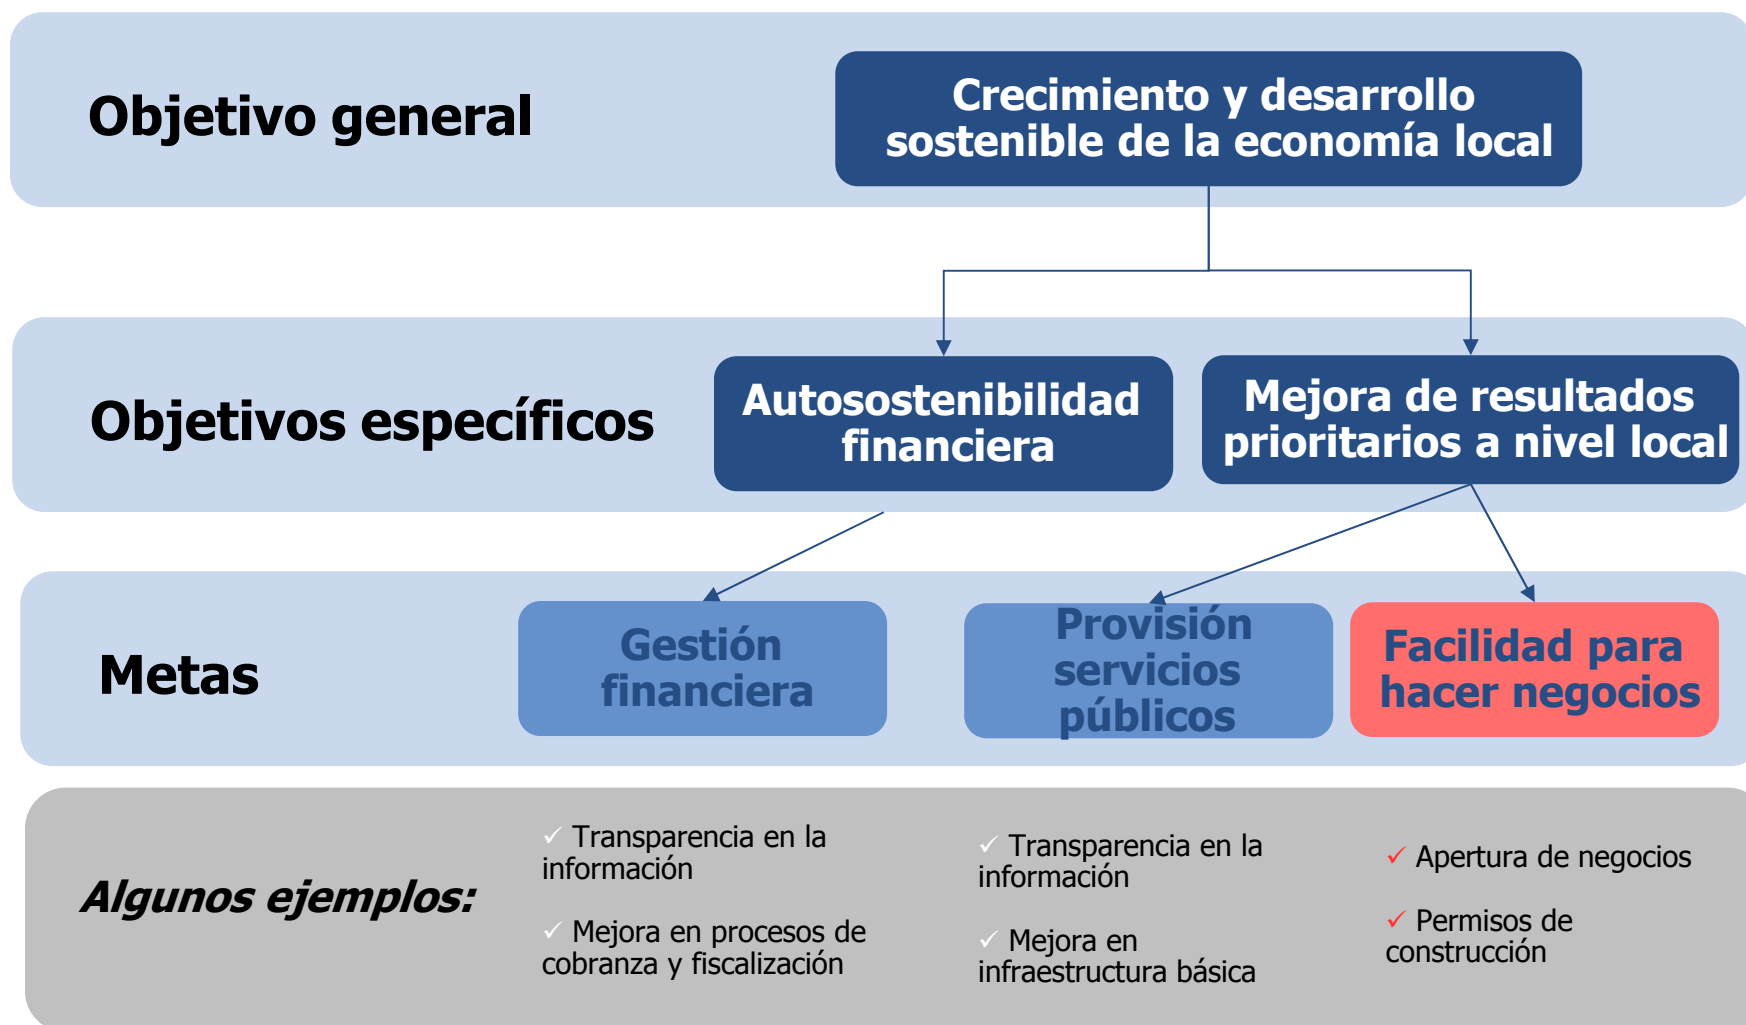 Objetivo general
Crecimiento y desarrollo
sostenible de la economía local
Objetivos específicos
Autosostenibilidad
financiera
Mejora de resultados
prioritarios a nivel local
Metas
Gestión
financiera
Provisión
servicios
públicos
Facilidad para
hacer negocios
Algunos ejemplos:
✓ Transparencia en la
información
✓ Mejora en procesos de
cobranza y fiscalización
✓ Transparencia en la
información
✓ Mejora en
infraestructura básica
✓ Apertura de negocios
✓ Permisos de
construcción